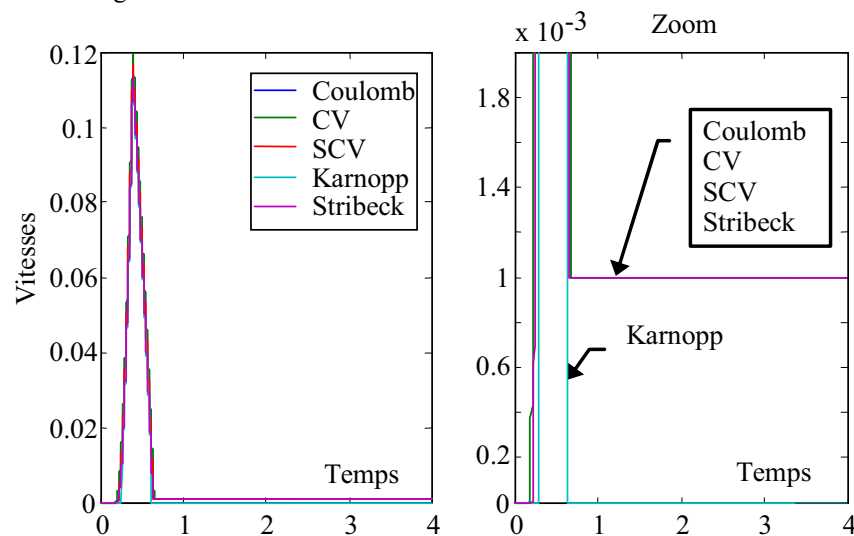 x 10-3
Zoom
0.12
0.1
0.08
0.06
0.04
0.02
0
Vitesses
Coulomb
CV
SCV
Karnopp
Stribeck
Temps
0 1 2 3 4
1.8
1.4
1
0.6
0.2
0
Coulomb
CV
SCV
Stribeck
Karnopp
Temps
0 1 2 3 4